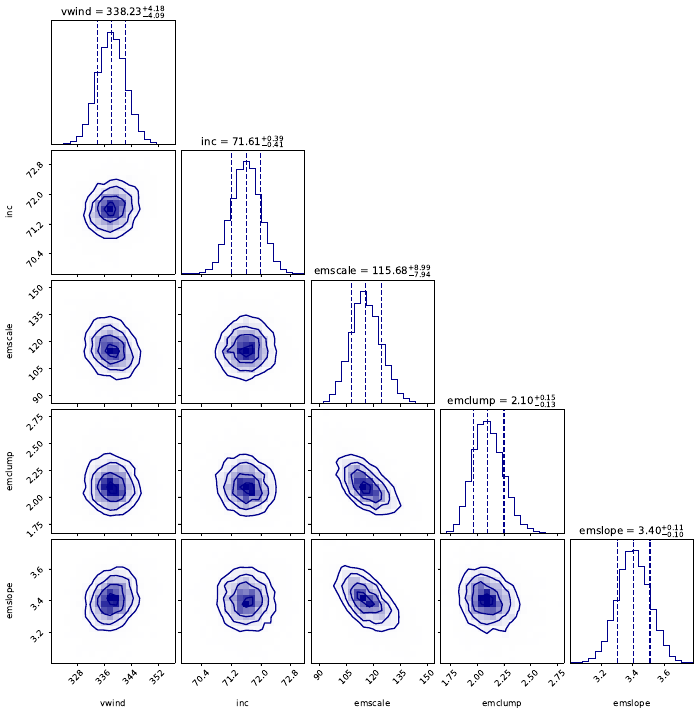 vwind = 338.23+4.18−4.09
inc = 71.61+0.39−0.41
72.8
72.0
71.2
70.4
inc
emscale = 115.68+8.99−7.94
150
135
120
105
90
emscale
emclump = 2.10+0.15−0.13
2.75
2.50
2.25
2.00
1.75
emclump
emslope = 3.40+0.11−0.10
3.6
3.4
3.2
emslope
328 336 344 352 70.4 71.2 72.0 72.8 90 105 120 135 150 1.75 2.00 2.25 2.50 2.75 3.2 3.4 3.6
vwind inc emscale emclump emslope